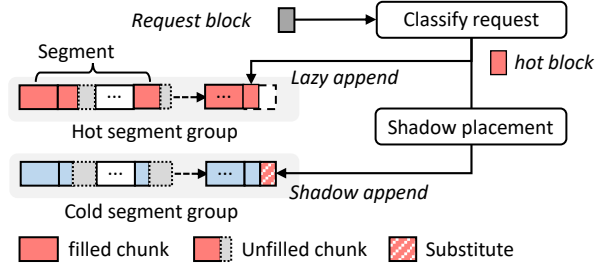 Request block
Classify request
Segment
Lazy append
hot block
...
...
Hot segment group
Shadow placement
...
...
Shadow append
Cold segment group
filled chunk
Unfilled chunk
Substitute